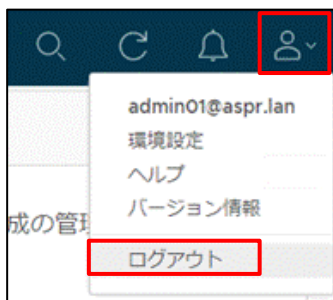 admin01@aspr.lan
環境設定
ヘルプ
バージョン情報
成の管理
ログアウト